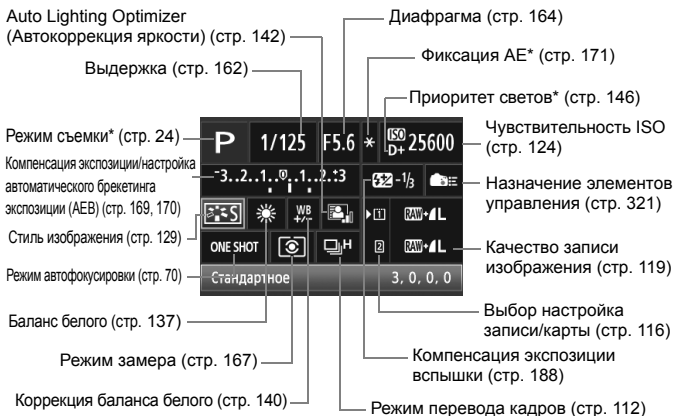 Auto Lighting Optimizer
(Автокоррекция яркости) (стр. 142)
Выдержка (стр. 162)
Диафрагма (стр. 164)
Фиксация AE* (стр. 171)
Приоритет светов* (стр. 146)
Режим съемки* (стр. 24)
Чувствительность ISO
(стр. 124)
Компенсация экспозиции/настройка
автоматического брекетинга
экспозиции (AEB) (стр. 169, 170)
Назначение элементов
управления (стр. 321)
Стиль изображения (стр. 129)
Качество записи
изображения (стр. 119)
Режим автофокусировки (стр. 70)
Баланс белого (стр. 137)
Выбор настройка
записи/карты (стр. 116)
Режим замера (стр. 167)
Компенсация экспозиции
вспышки (стр. 188)
Коррекция баланса белого (стр. 140)
Режим перевода кадров (стр. 112)
P 1/125 F5.6 * ISO D+ 25600
-3..2..1..0..1..2..+3 -1/3
S WB +/- 1 RAW+L
ONE SHOT H 2 RAW+L
Стандартное 3, 0, 0, 0